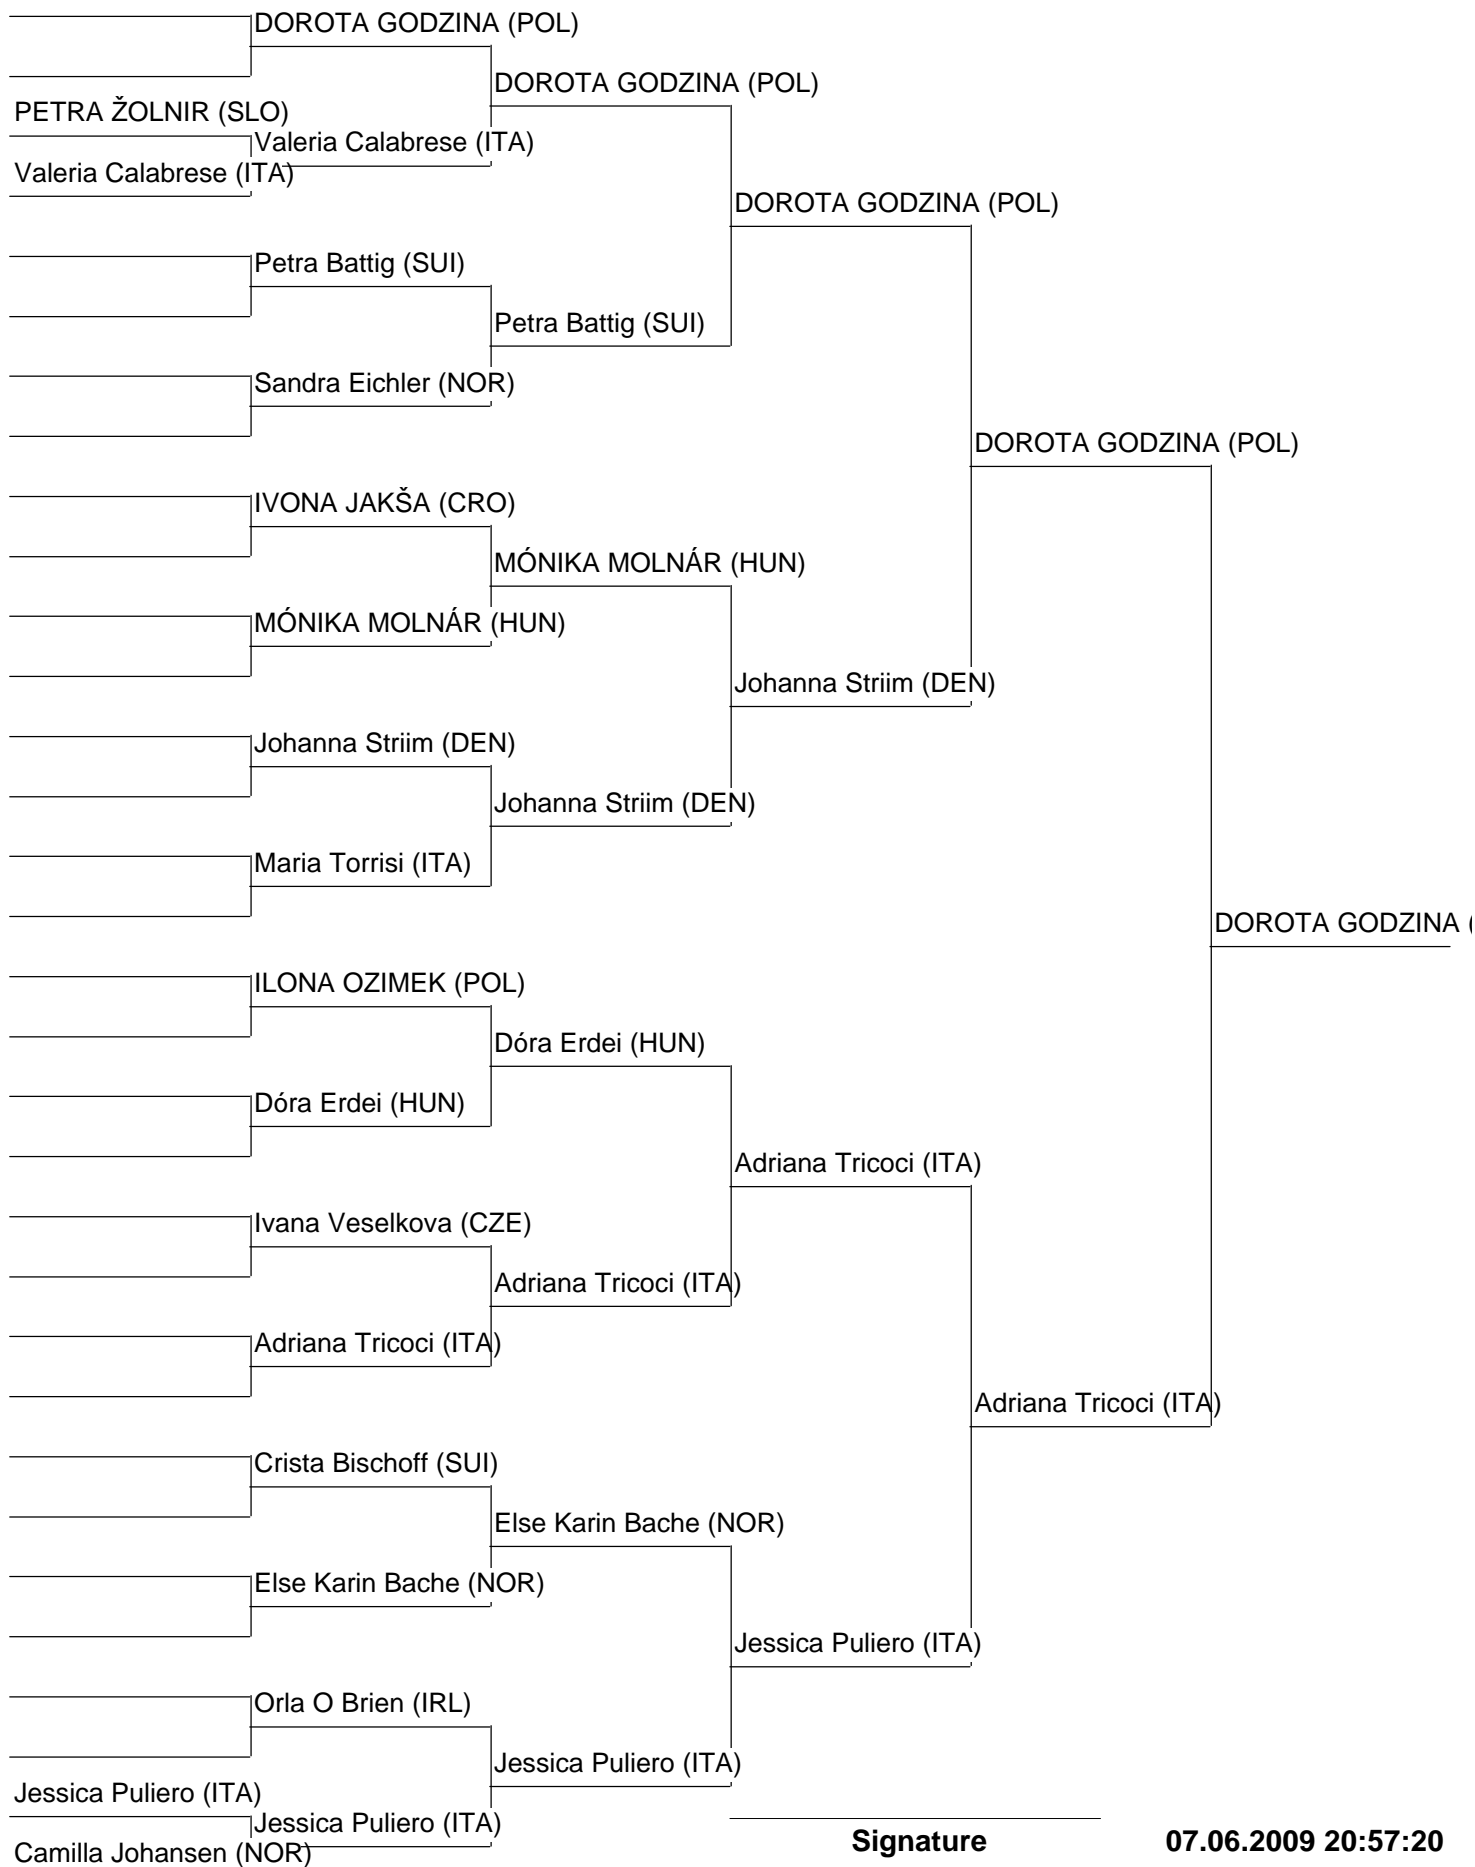 DOROTA GODZINA (POL)
DOROTA GODZINA (POL)
PETRA ŽOLNIR (SLO)
Valeria Calabrese (ITA)
Valeria Calabrese (ITA)
DOROTA GODZINA (POL)
Petra Battig (SUI)
Petra Battig (SUI)
Sandra Eichler (NOR)
DOROTA GODZINA (POL)
IVONA JAKŠA (CRO)
MÓNIKA MOLNÁR (HUN)
MÓNIKA MOLNÁR (HUN)
Johanna Striim (DEN)
Johanna Striim (DEN)
Johanna Striim (DEN)
Maria Torrisi (ITA)
DOROTA GODZINA (
ILONA OZIMEK (POL)
Dóra Erdei (HUN)
Dóra Erdei (HUN)
Adriana Tricoci (ITA)
Ivana Veselkova (CZE)
Adriana Tricoci (ITA)
Adriana Tricoci (ITA)
Adriana Tricoci (ITA)
Crista Bischoff (SUI)
Else Karin Bache (NOR)
Else Karin Bache (NOR)
Jessica Puliero (ITA)
Orla O Brien (IRL)
Jessica Puliero (ITA)
Jessica Puliero (ITA)
Jessica Puliero (ITA)
Camilla Johansen (NOR)
Signature 07.06.2009 20:57:20